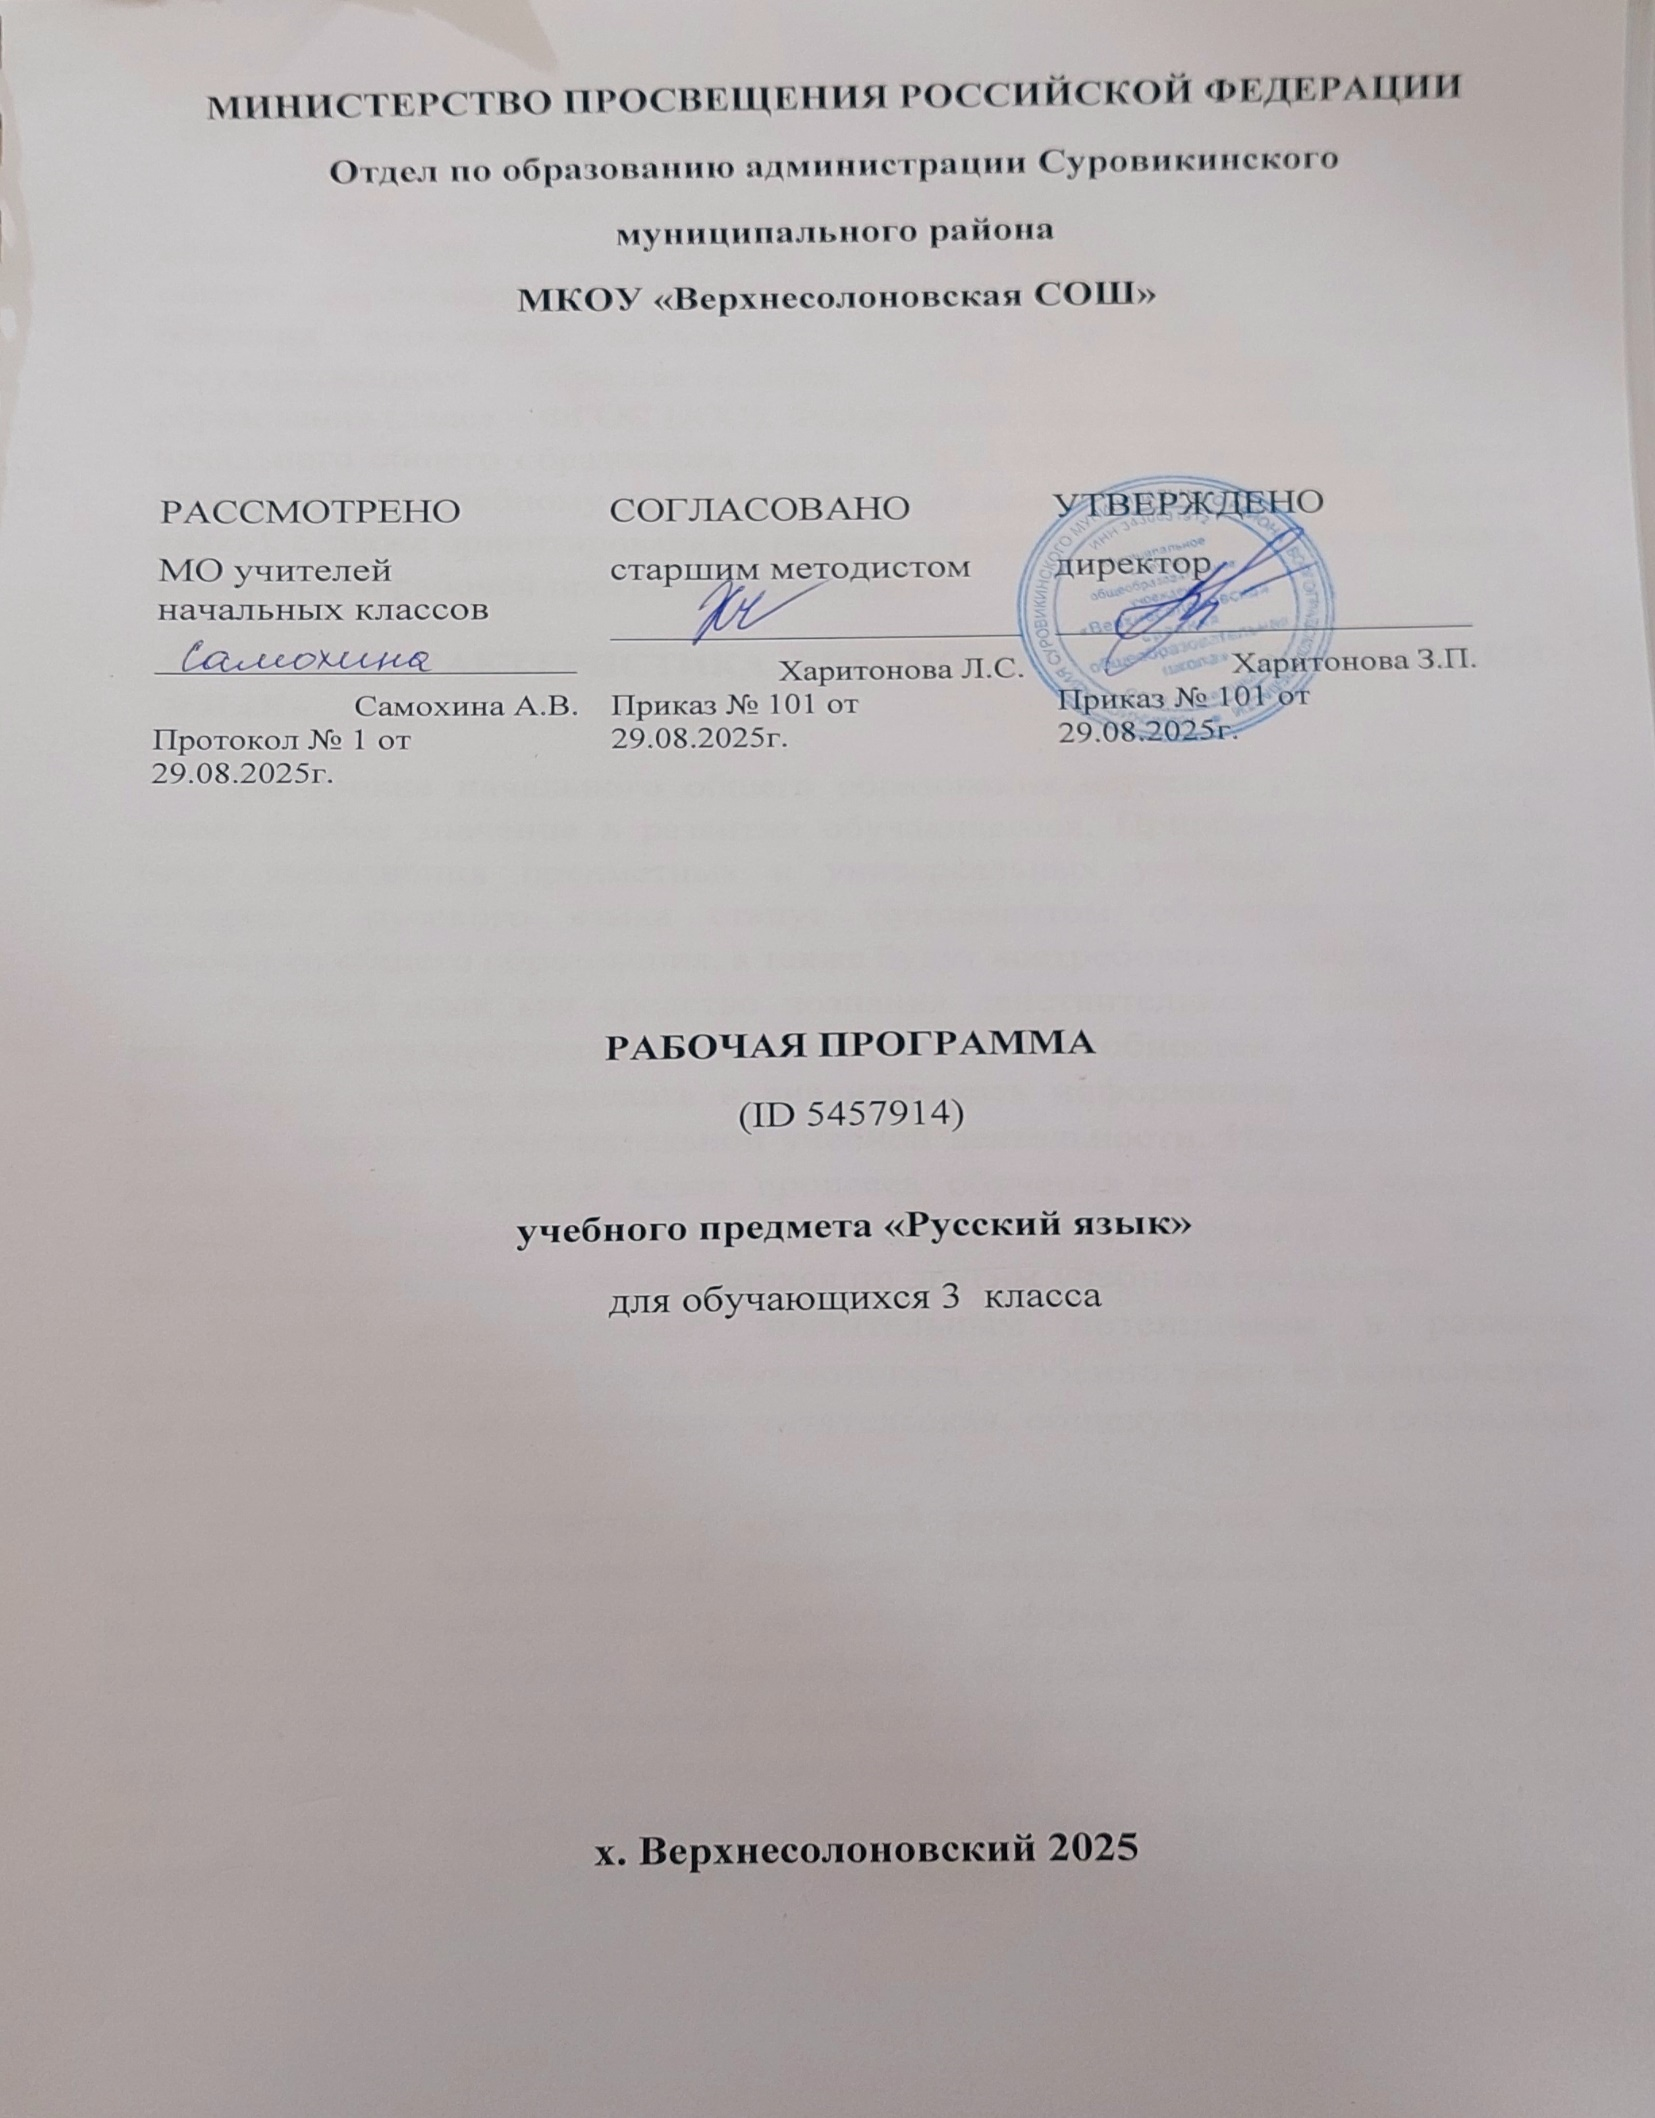 МИНИСТЕРСТВО ПРОСВЕЩЕНИЯ РОССИЙСКОЙ ФЕДЕРАЦИИ
Отдел по образованию администрации Суровикинского
муниципального района
МКОУ «Верхнесолоновская СОШ»
РАССМОТРЕНО
МО учителей
начальных классов
Самохина
Самохина А.В.
Протокол № 1 от
29.08.2025г.
СОГЛАСОВАНО
старшим методистом
Харитонова Л.С.
Приказ № 101 от
29.08.2025г.
УТВЕРЖДЕНО
директор
Харитонова З.П.
Приказ № 101 от
29.08.2025г.
РАБОЧАЯ ПРОГРАММА
(ID 5457914)
учебного предмета «Русский язык»
для обучающихся 3 класса
х. Верхнесолоновский 2025